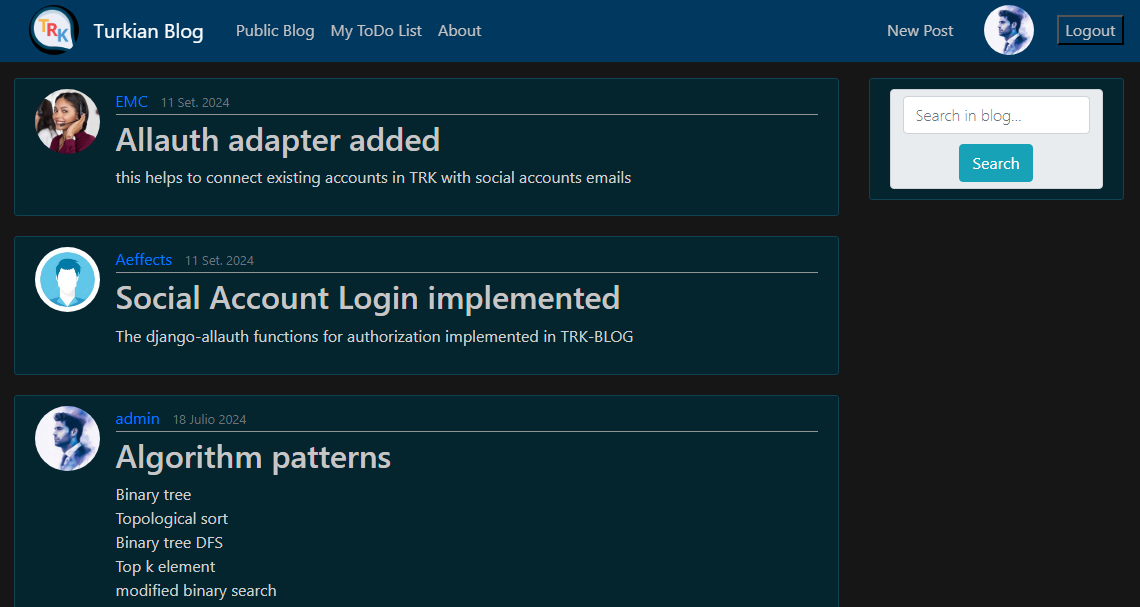 TRK
Turkian Blog
Public Blog
My ToDo List
About
New Post
Logout
EMC 11 Set. 2024
Allauth adapter added
this helps to connect existing accounts in TRK with social accounts emails
Search in blog...
Search
Aeffects 11 Set. 2024
Social Account Login implemented
The django-allauth functions for authorization implemented in TRK-BLOG
admin 18 Julio 2024
Algorithm patterns
Binary tree
Topological sort
Binary tree DFS
Top k element
modified binary search